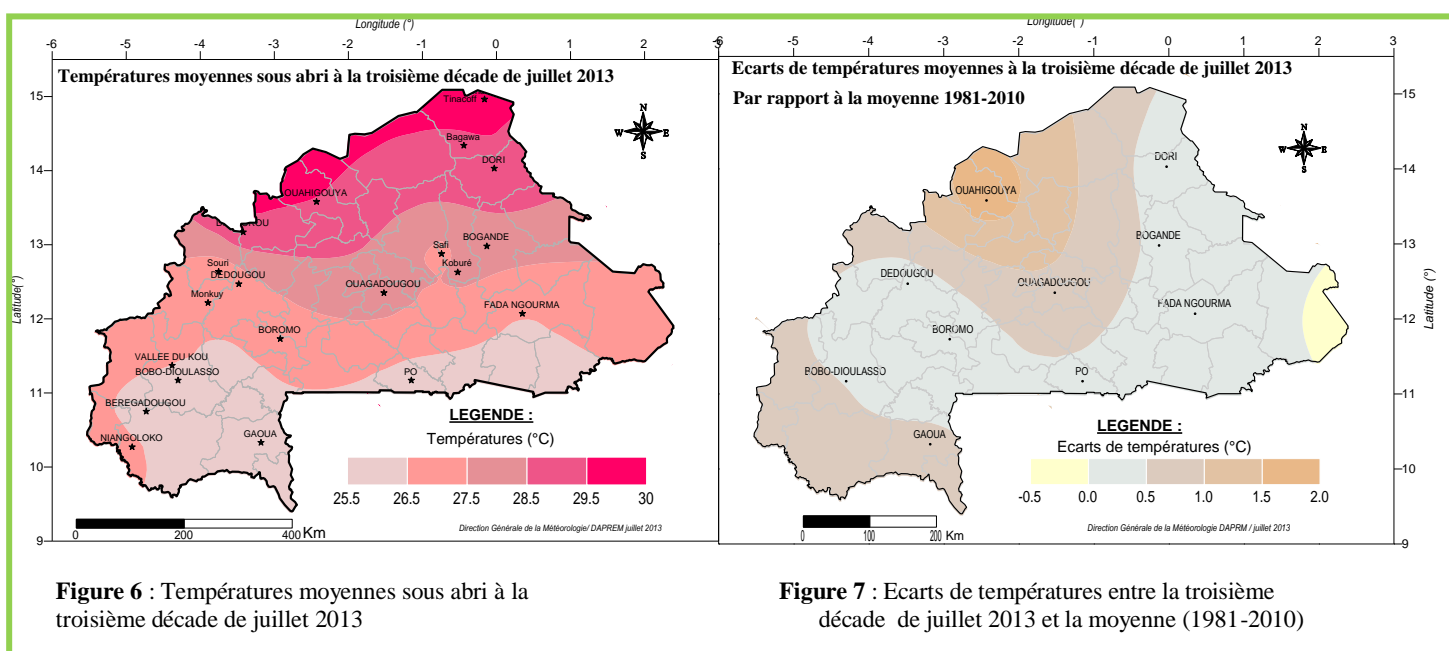 Longitude (°)
-6 -5 -4 -3 -2 -1 0 1 2 3
Températures moyennes sous abri à la troisième décade de juillet 2013
15
14
13
12
11
10
9
Latitude(°)
N
W E
S
Tinacoff
Bagawa
DORI
OUAHIGOUYA
BOGANDE
Safi
Koburé
Souri
DEDOUGOU
OUAGADOUGOU
Monkuy
FADA NGOURMA
BOROMO
VALLEE DU KOU
BOBO-DIOULASSO
PO
BEREGADOUGOU
NIANGOLOKO
GAOUA
LEGENDE :
Températures (°C)
25.5 26.5 27.5 28.5 29.5 30
0 200 400 Km
Direction Générale de la Météorologie/ DAPREM juillet 2013
Longitude(°)
-6 -5 -4 -3 -2 -1 0 1 2 3
Ecarts de températures moyennes à la troisième décade de juillet 2013
Par rapport à la moyenne 1981-2010
15
14
13
12
11
10
9
Latitude (°)
N
W E
S
DORI
OUAHIGOUYA
BOGANDE
DEDOUGOU
OUAGADOUGOU
FADA NGOURMA
BOROMO
BOBO-DIOULASSO
PO
GAOUA
LEGENDE :
Ecarts de températures (°C)
-0.5 0.0 0.5 1.0 1.5 2.0
0 100 200 Km
Direction Générale de la Météorologie DAPRM / juillet 2013
Figure 6 : Températures moyennes sous abri à la
troisième décade de juillet 2013
Figure 7 : Ecarts de températures entre la troisième
décade de juillet 2013 et la moyenne (1981-2010)